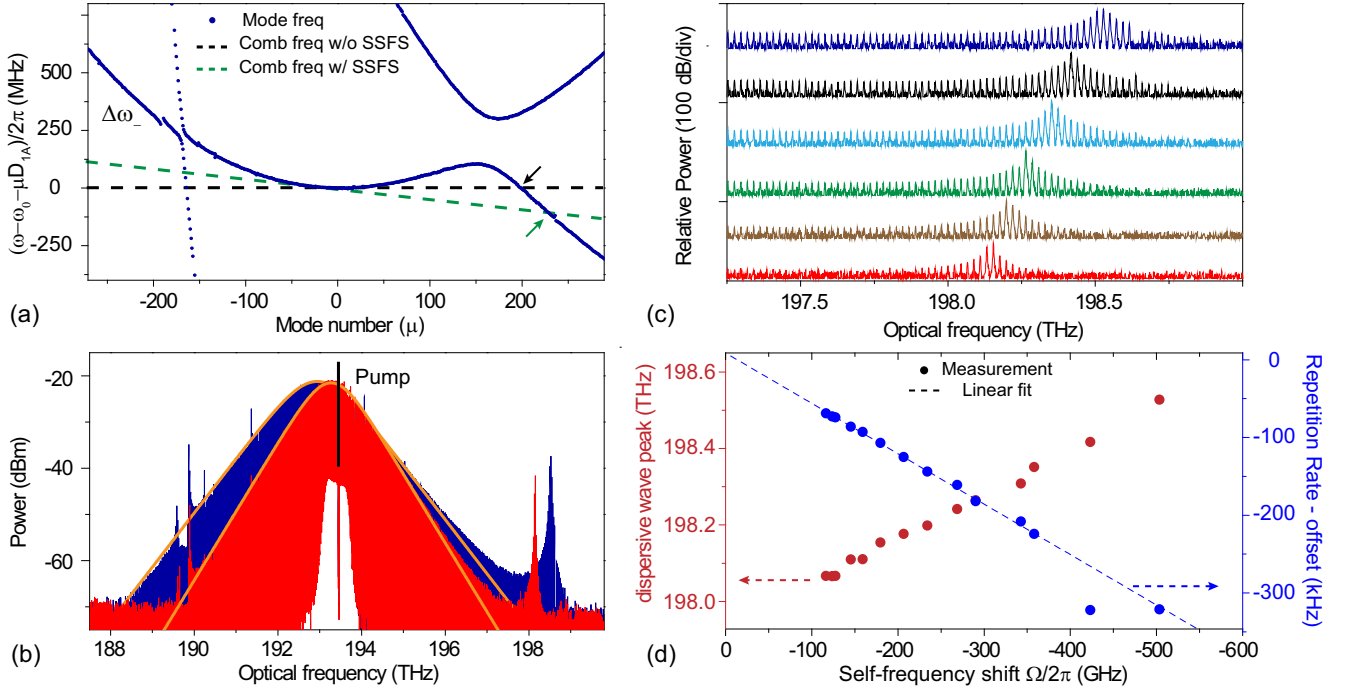 (ω-ω₀-μD₁ₐ)/2π (MHz)
500
250
0
-250
Mode freq
Comb freq w/o SSFS
Comb freq w/ SSFS
Δω₋
-200
-100
0
100
200
Mode number (μ)
(a)
Relative Power (100 dB/div)
197.5
198.0
198.5
Optical frequency (THz)
(c)
Power (dBm)
-20
-40
-60
Pump
188
190
192
194
196
198
Optical frequency (THz)
(b)
dispersive wave peak (THz)
198.6
198.4
198.2
198.0
Measurement
Linear fit
0
-100
-200
-300
Repetition Rate - offset (kHz)
0
-100
-200
-300
-400
-500
-600
Self-frequency shift Ω/2π (GHz)
(d)